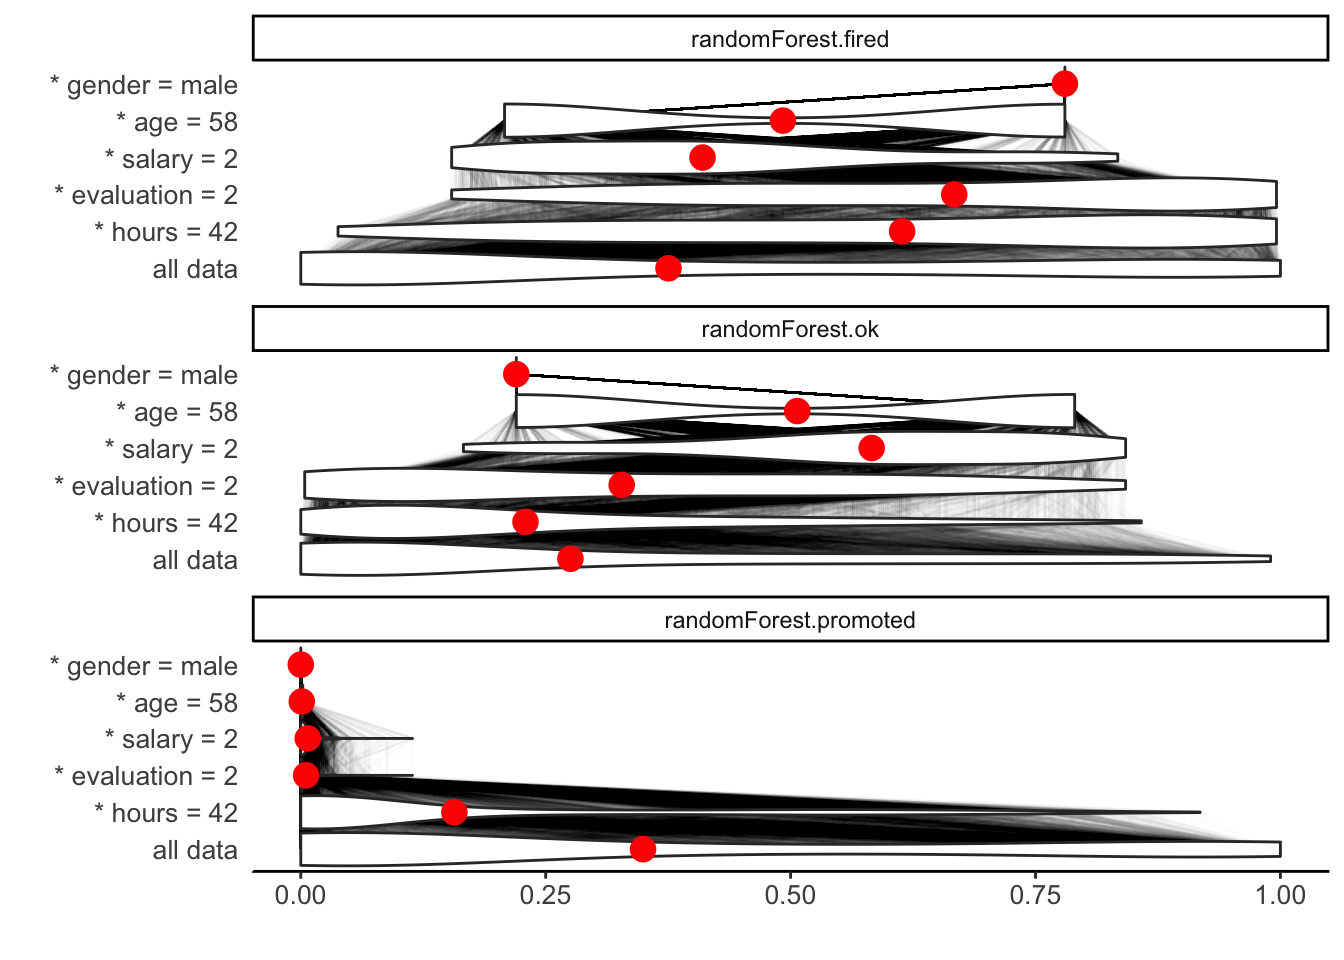 randomForest.fired
* gender = male
* age = 58
* salary = 2
* evaluation = 2
* hours = 42
all data
randomForest.ok
* gender = male
* age = 58
* salary = 2
* evaluation = 2
* hours = 42
all data
randomForest.promoted
* gender = male
* age = 58
* salary = 2
* evaluation = 2
* hours = 42
all data
0.00 0.25 0.50 0.75 1.00